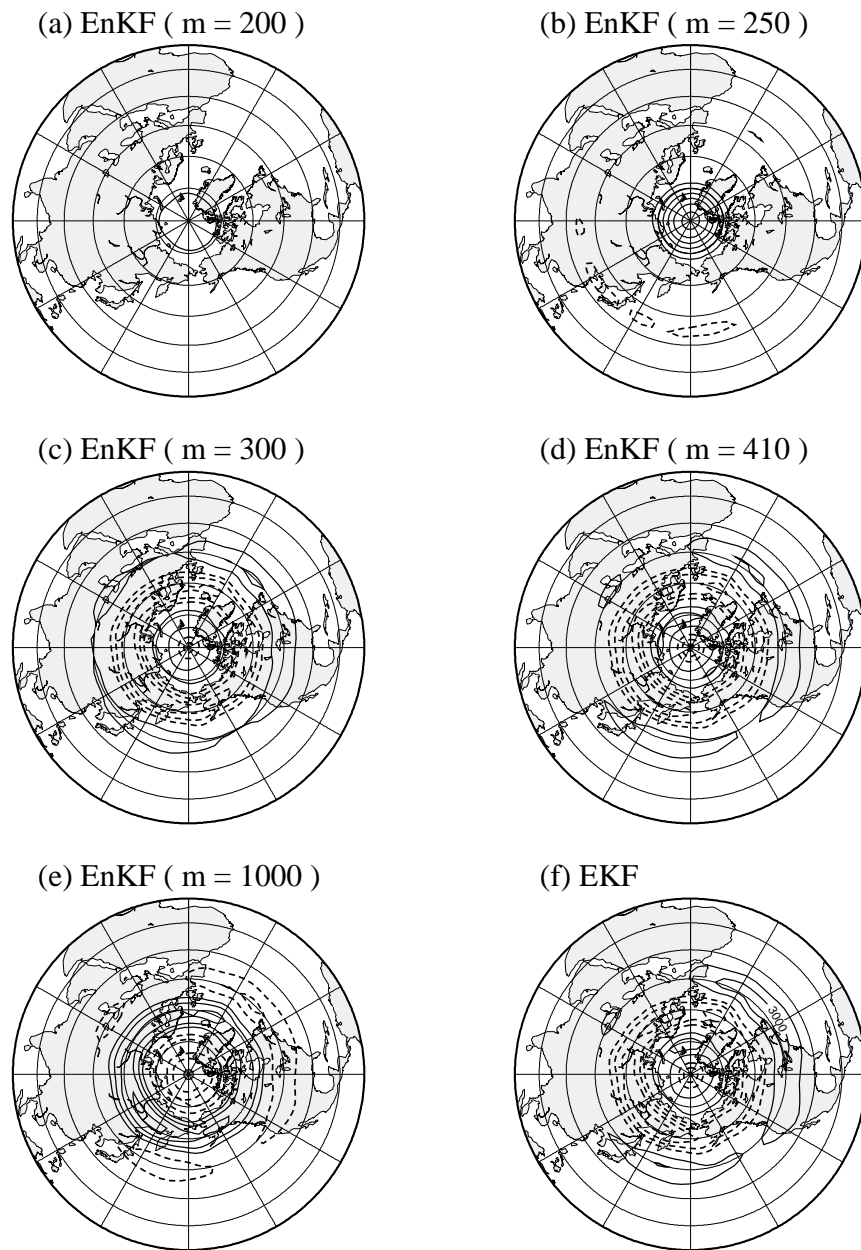 (a) EnKF ( m = 200 )
(b) EnKF ( m = 250 )
(c) EnKF ( m = 300 )
(d) EnKF ( m = 410 )
(e) EnKF ( m = 1000 )
(f) EKF
3000